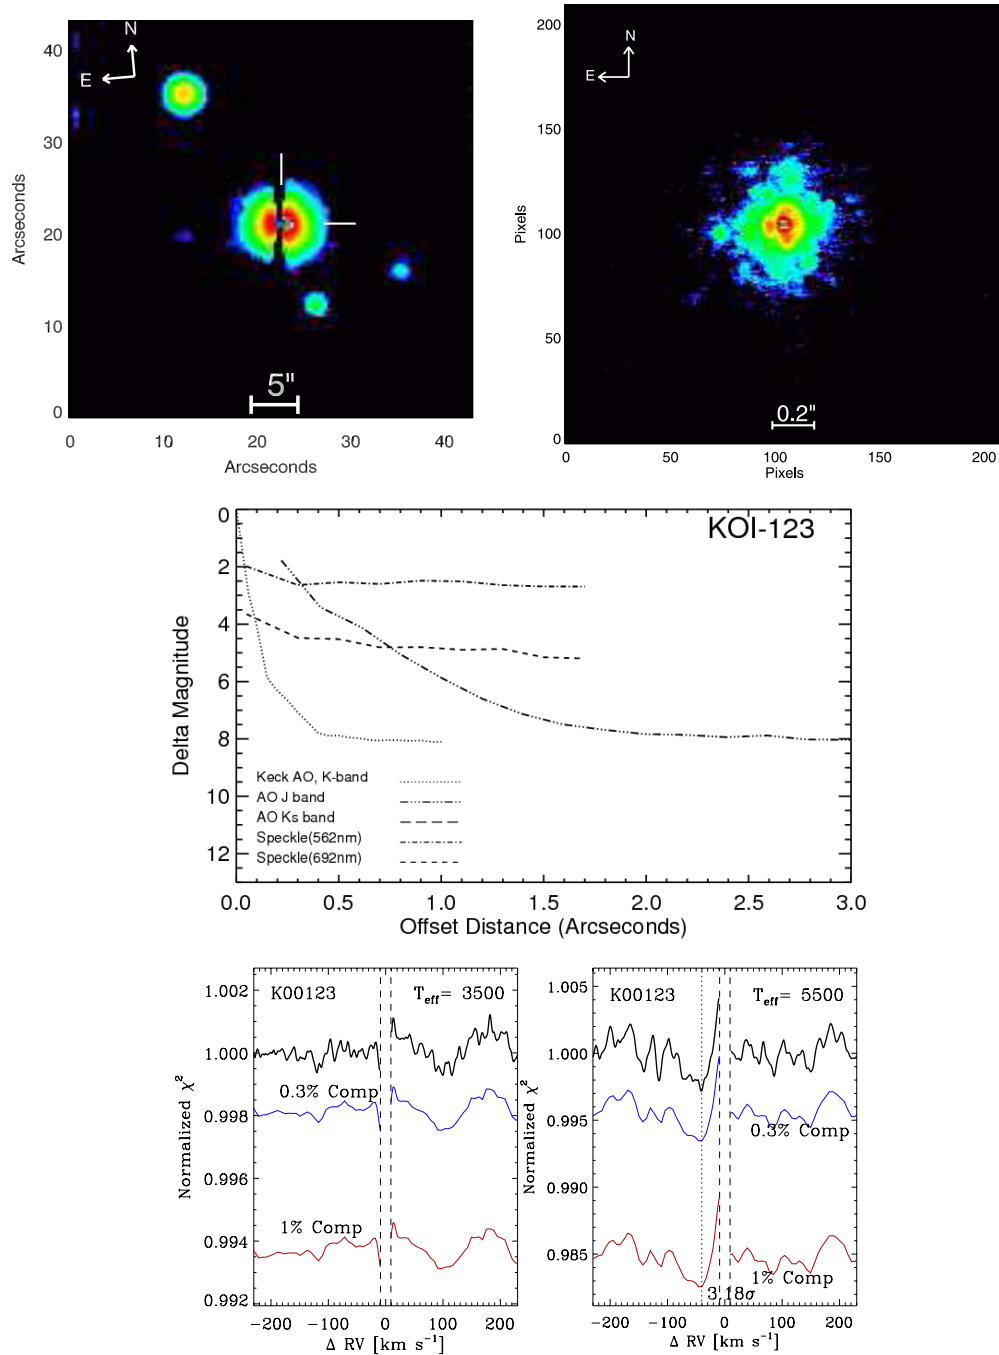 40
30
20
10
0
0
10
20
30
40
Arcseconds
Arcseconds
N
E
5"
200
150
100
50
0
0
50
100
150
200
Pixels
Pixels
N
E
0.2"
KOI-123
0
2
4
6
8
10
12
Delta Magnitude
Keck AO, K-band
AO J band
AO Ks band
Speckle(562nm)
Speckle(692nm)
0.0
0.5
1.0
1.5
2.0
2.5
3.0
Offset Distance (Arcseconds)
K00123
Teff= 3500
1.002
1.000
0.998
0.996
0.994
0.992
Normalized χ²
0.3% Comp
1% Comp
-200
-100
0
100
200
Δ RV [km s⁻¹]
K00123
Teff= 5500
1.005
1.000
0.995
0.990
0.985
Normalized χ²
0.3% Comp
1% Comp
3.18σ
-200
-100
0
100
200
Δ RV [km s⁻¹]